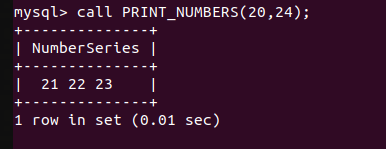 mysql> call PRINT_NUMBERS(20,24);
+--------------+
| NumberSeries |
+--------------+
|  21 22 23    |
+--------------+
1 row in set (0.01 sec)